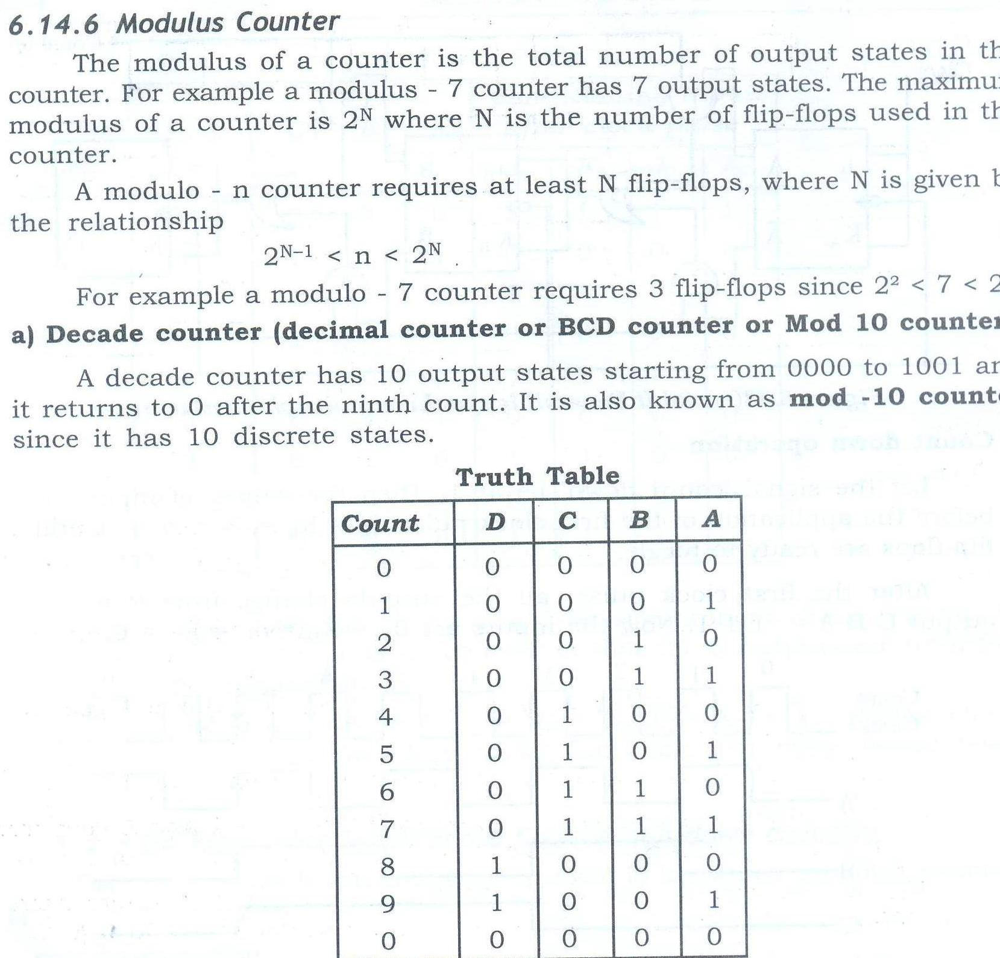 6.14.6 Modulus Counter
The modulus of a counter is the total number of output states in th
counter. For example a modulus - 7 counter has 7 output states. The maximu
modulus of a counter is 2ᴺ where N is the number of flip-flops used in th
counter.
A modulo - n counter requires at least N flip-flops, where N is given b
the relationship
2ᴺ⁻¹ < n < 2ᴺ
For example a modulo - 7 counter requires 3 flip-flops since 2² < 7 < 2
a) Decade counter (decimal counter or BCD counter or Mod 10 counter
A decade counter has 10 output states starting from 0000 to 1001 an
it returns to 0 after the ninth count. It is also known as mod -10 counte
since it has 10 discrete states.
Truth Table
Count D C B A
0 0 0 0 0
1 0 0 0 1
2 0 0 1 0
3 0 0 1 1
4 0 1 0 0
5 0 1 0 1
6 0 1 1 0
7 0 1 1 1
8 1 0 0 0
9 1 0 0 1
0 0 0 0 0